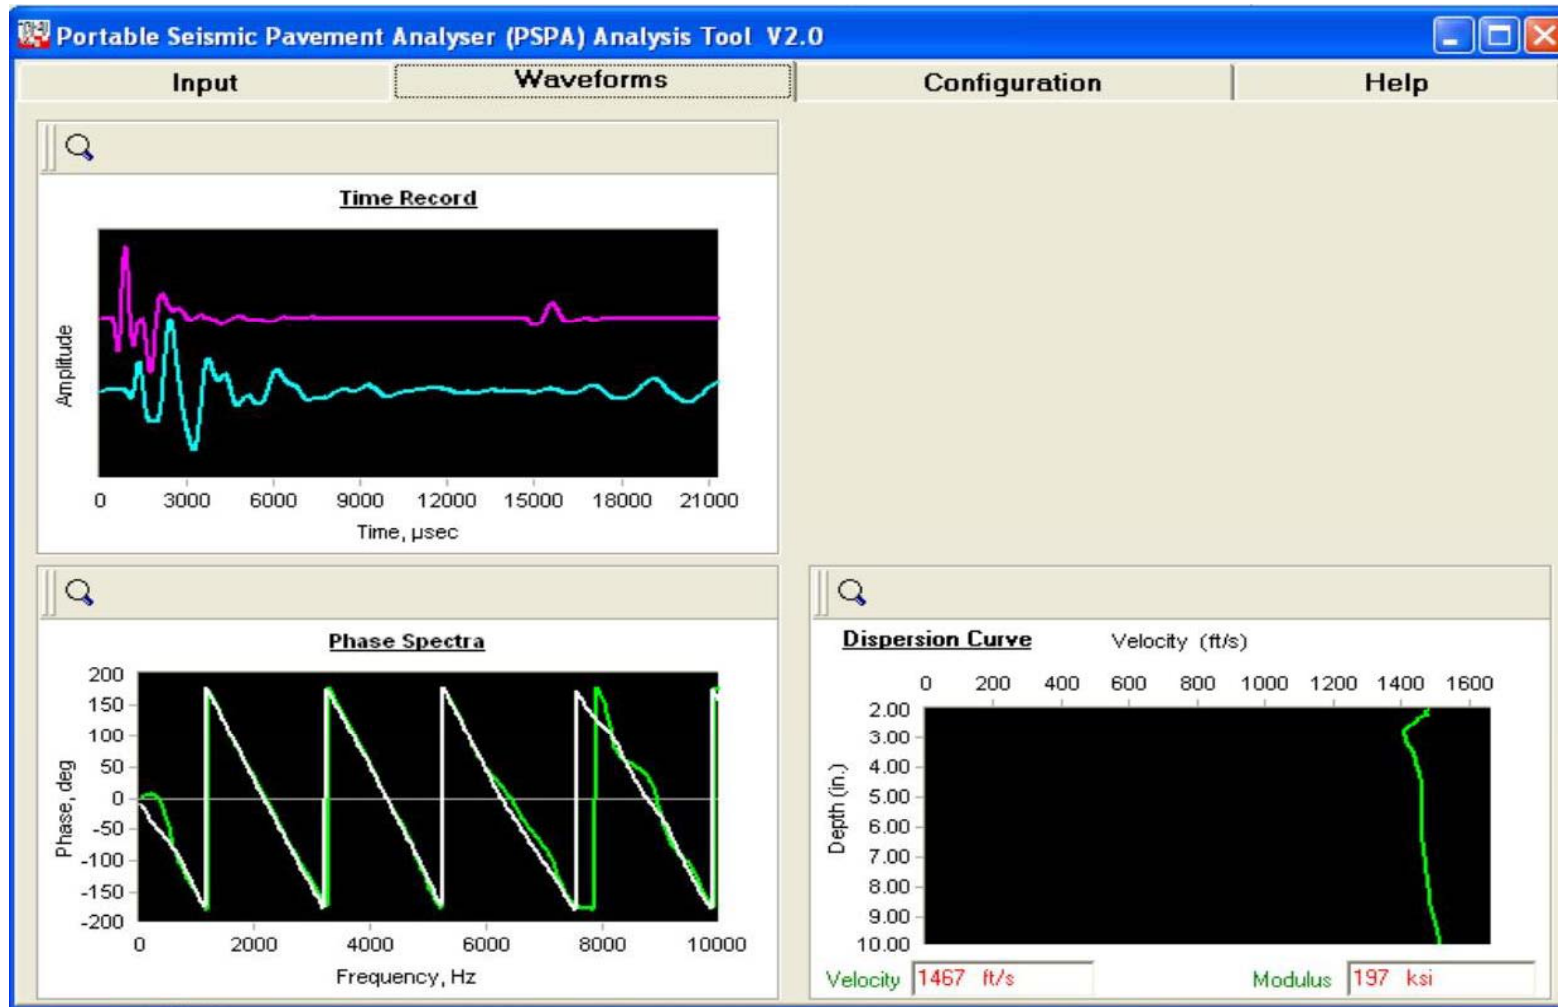 Portable Seismic Pavement Analyser (PSPA) Analysis Tool V2.0
Input Waveforms Configuration Help
Time Record
Amplitude
0 3000 6000 9000 12000 15000 18000 21000
Time, µsec
Phase Spectra
Phase, deg
200
150
100
50
0
-50
-100
-150
-200
0 2000 4000 6000 8000 10000
Frequency, Hz
Dispersion Curve Velocity (ft/s)
0 200 400 600 800 1000 1200 1400 1600
Depth (in.)
2.00
3.00
4.00
5.00
6.00
7.00
8.00
9.00
10.00
Velocity 1467 ft/s Modulus 197 ksi